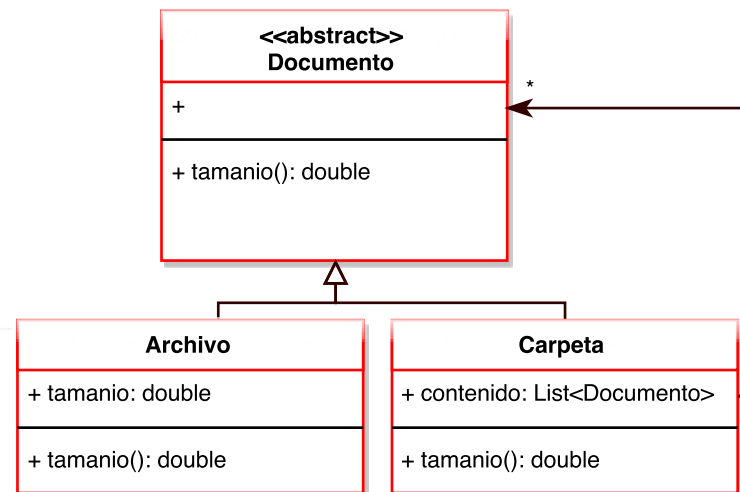 <<abstract>>
Documento
*
+
+ tamanio(): double
Archivo
+ tamanio: double
+ tamanio(): double
Carpeta
+ contenido: List<Documento>
+ tamanio(): double